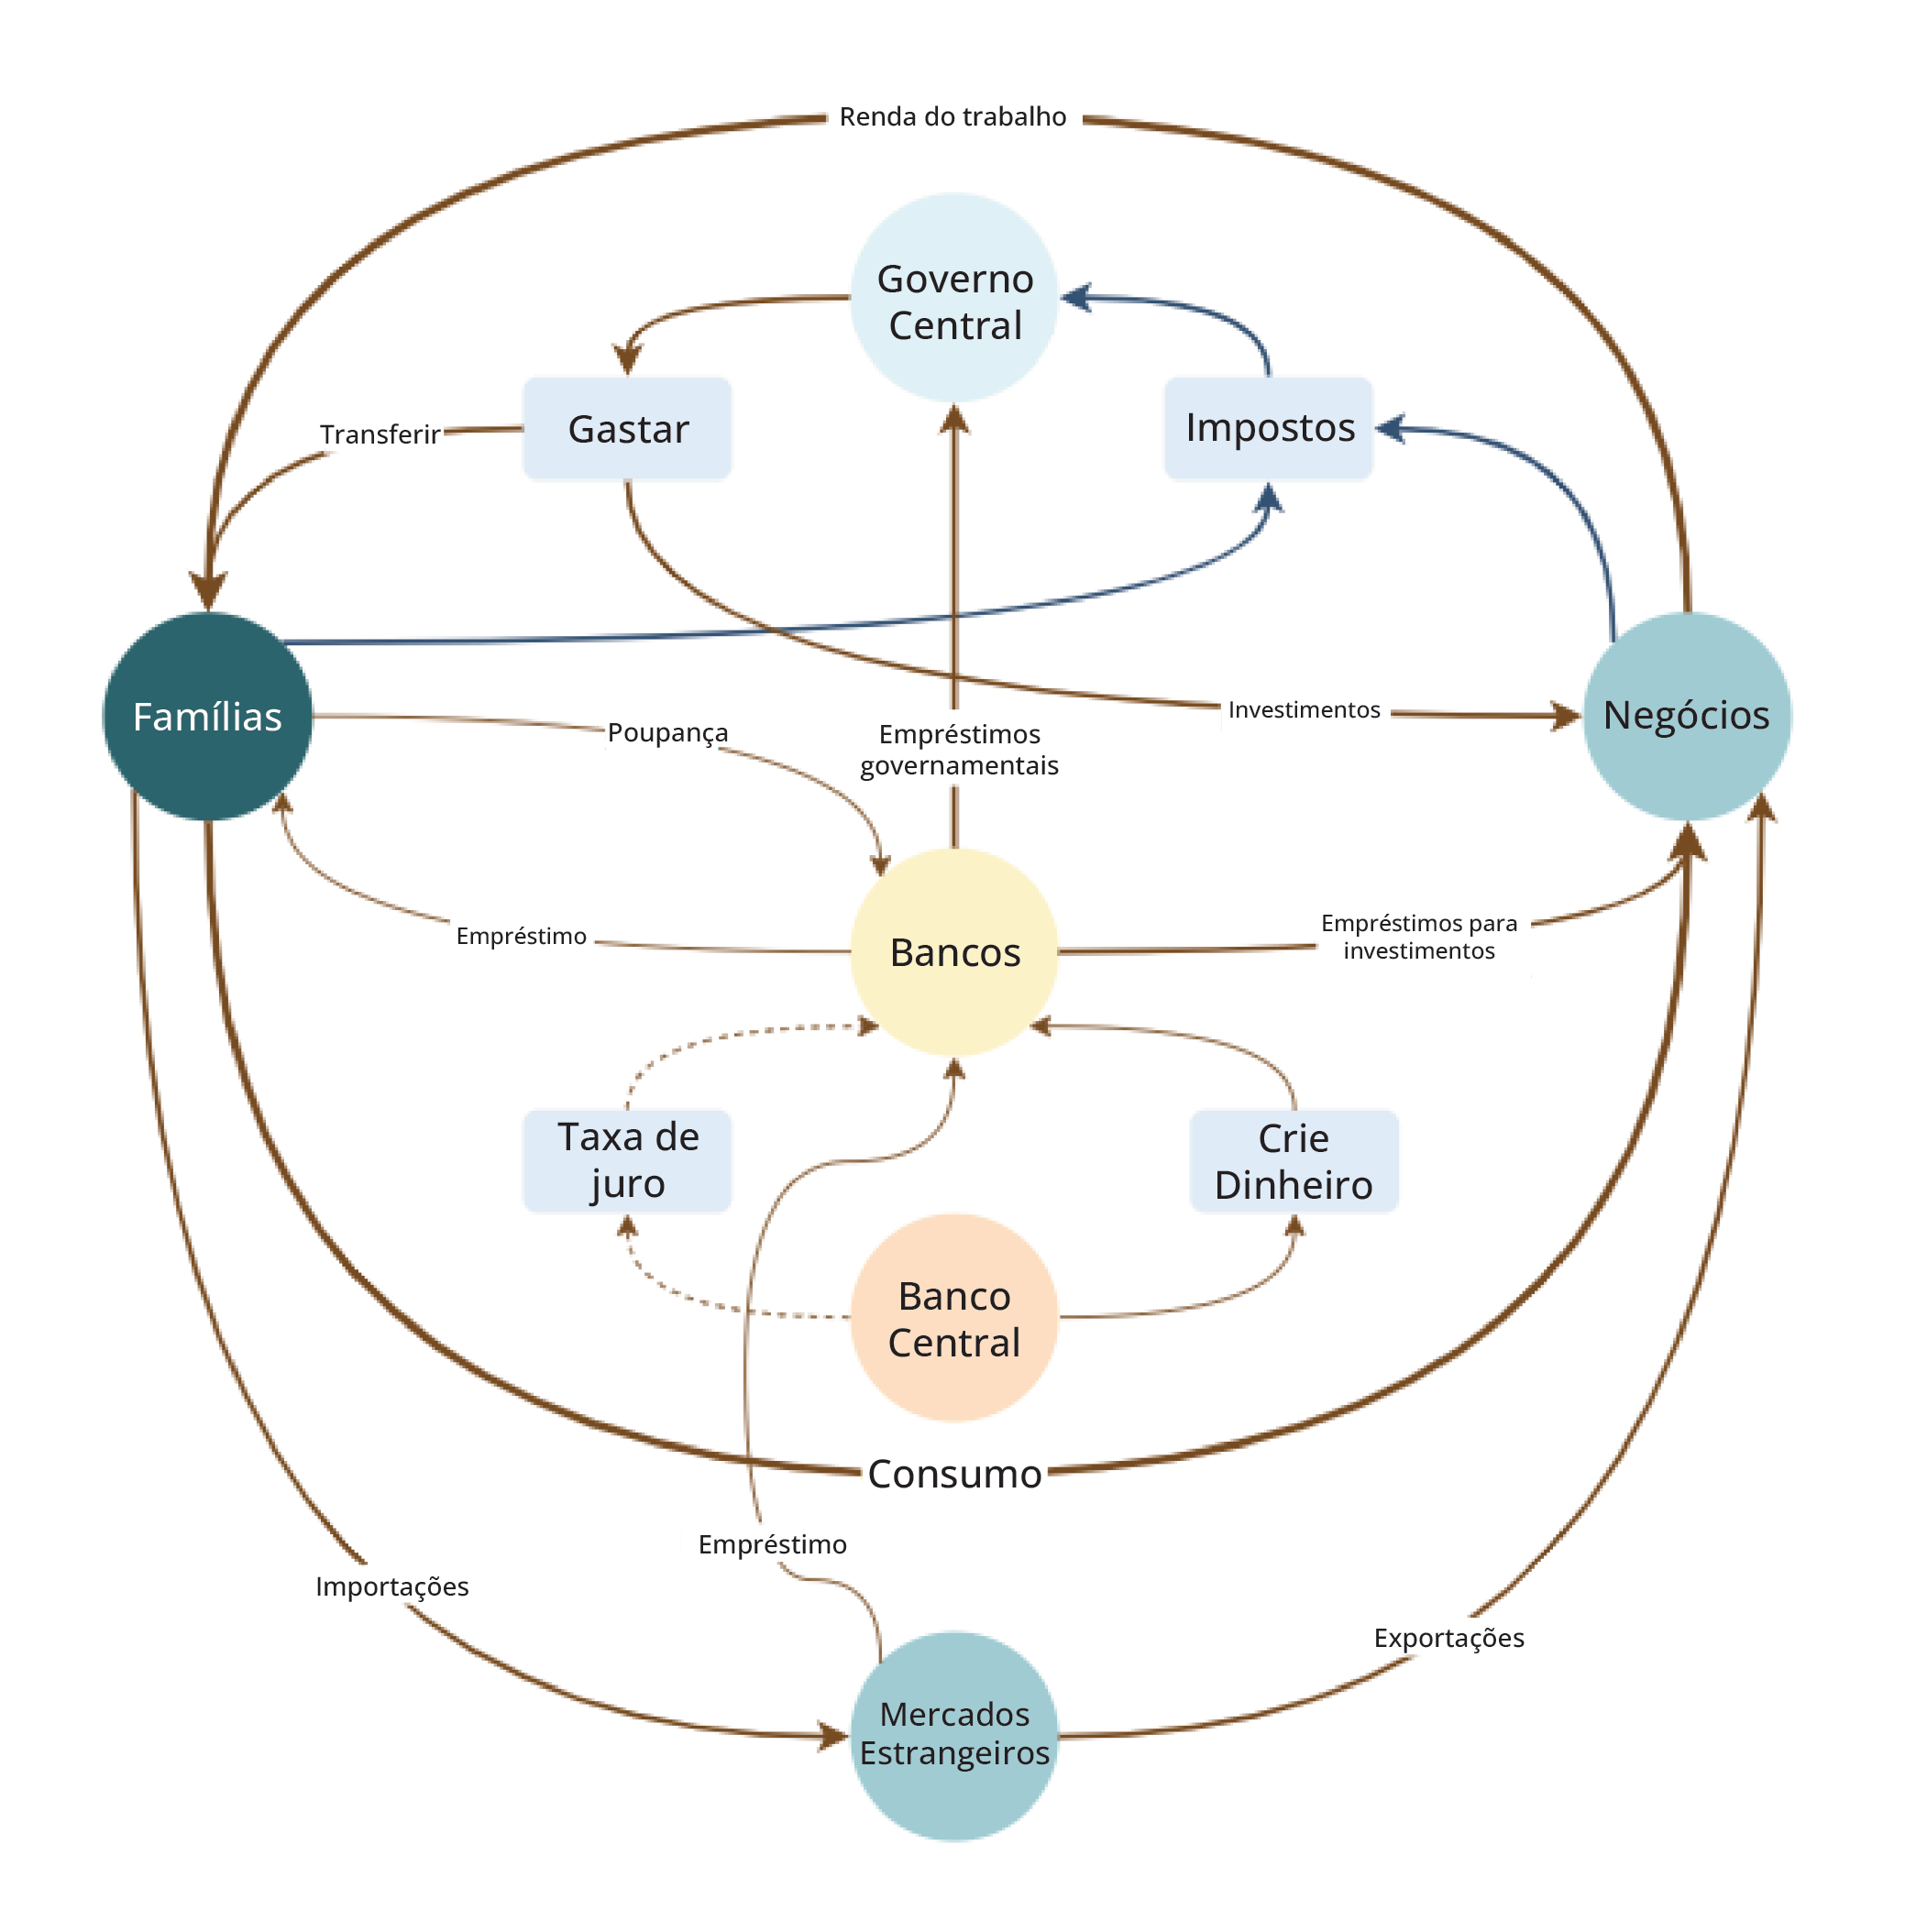 Renda do trabalho
Governo
Central
Gastar
Impostos
Transferir
Famílias
Negócios
Investimentos
Poupança
Empréstimos
governamentais
Empréstimo
Bancos
Empréstimos para
investimentos
Taxa de
juro
Crie
Dinheiro
Banco
Central
Consumo
Empréstimo
Importações
Exportações
Mercados
Estrangeiros